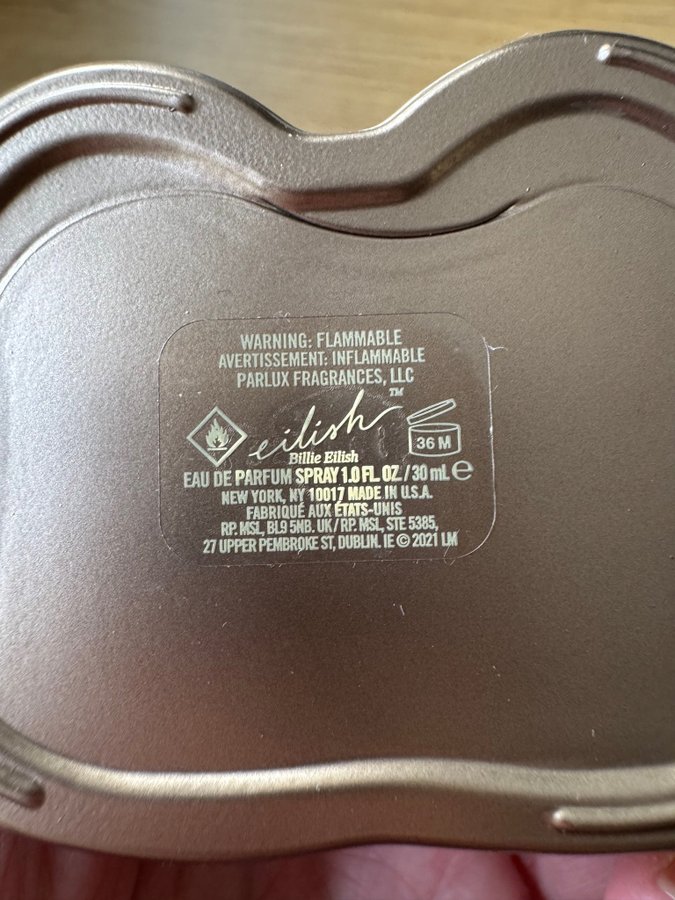 WARNING: FLAMMABLE
AVERTISSEMENT: INFLAMMABLE
PARLUX FRAGRANCES, LLC
eilish™
36 M
Billie Eilish
EAU DE PARFUM SPRAY 1.0 FL. OZ. / 30 mL ℮
NEW YORK, NY 10017 MADE IN U.S.A.
FABRIQUÉ AUX ÉTATS-UNIS
RP. MSL, BL9 5NB. UK / RP. MSL, STE 5385,
27 UPPER PEMBROKE ST, DUBLIN. IE © 2021 LM